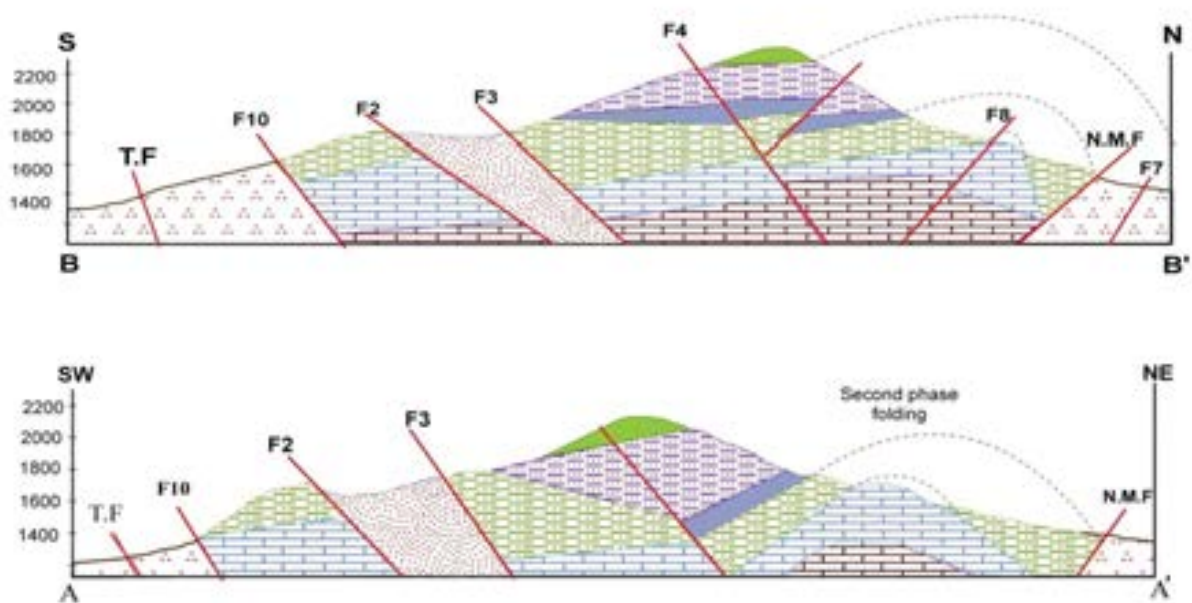 S
N
2200
2000
1800
1600
1400
T.F
F10
F2
F3
F4
F8
N.M.F
F7
B
B'
SW
NE
2200
2000
1800
1600
1400
T.F
F10
F2
F3
Second phase
folding
N.M.F
A
A'